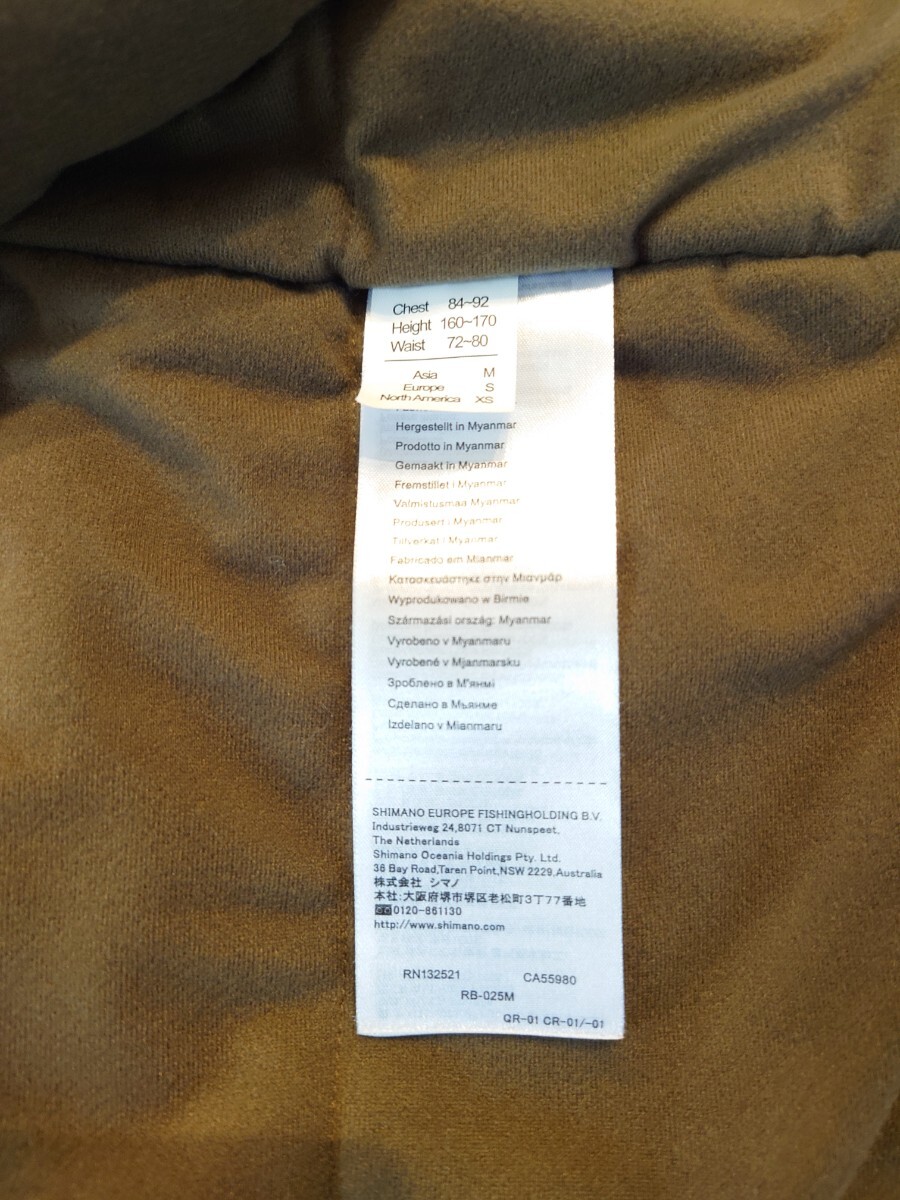 Chest 84~92
Height 160~170
Waist 72~80
Asia M
Europe S
North America XS
Hergestellt in Myanmar
Prodotto in Myanmar
Gemaakt in Myanmar
Fremstillet i Myanmar
Valmistusmaa Myanmar
Produsert i Myanmar
Tillverkat i Myanmar
Fabricado em Mianmar
Κατασκευάστηκε στην Μιανμάρ
Wyprodukowano w Birmie
Származási ország: Myanmar
Vyrobeno v Myanmaru
Vyrobené v Mjanmarsku
Зроблено в М'янмі
Сделано в Мьянме
Izdelano v Mianmaru
SHIMANO EUROPE FISHINGHOLDING B.V.
Industrieweg 24,8071 CT Nunspeet,
The Netherlands
Shimano Oceania Holdings Pty. Ltd.
36 Bay Road,Taren Point,NSW 2229,Australia
株式会社 シマノ
本社:大阪府堺市堺区老松町3丁77番地
0120-861130
http://www.shimano.com
RN132521 CA55980
RB-025M
QR-01 CR-01/-01